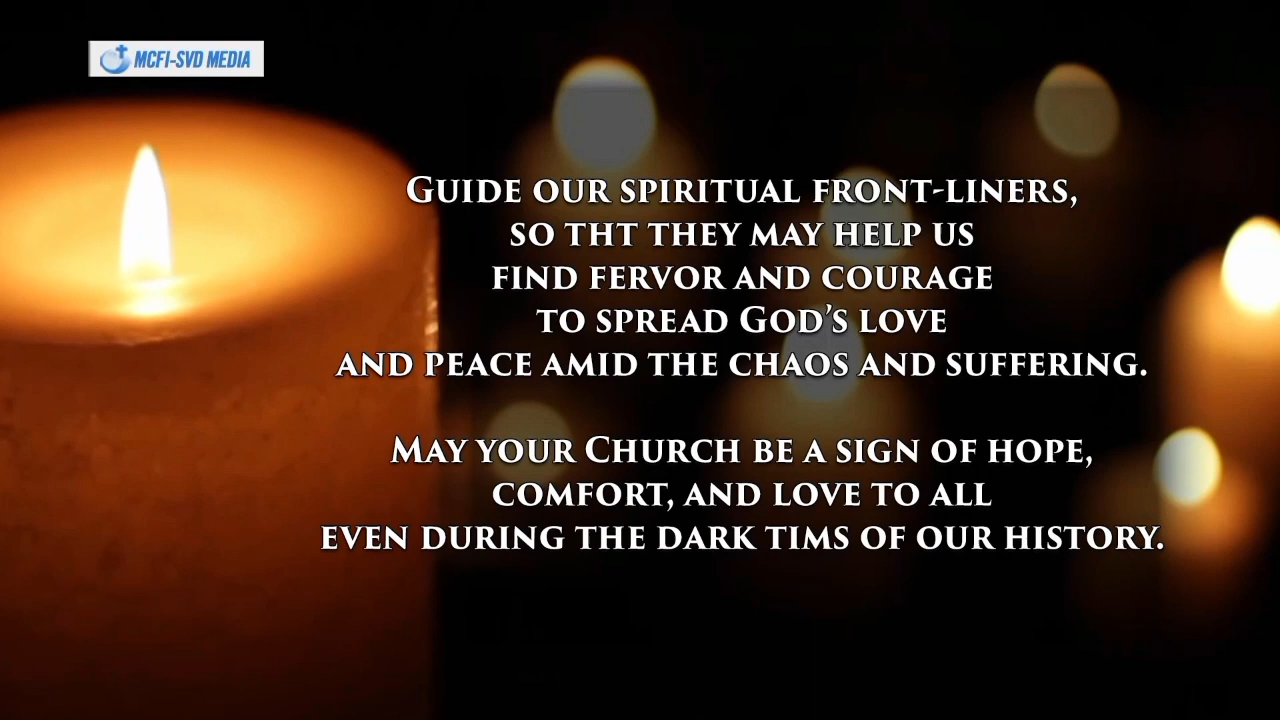 MCFI-SVD MEDIA
Guide our spiritual front-liners,
so tht they may help us
find fervor and courage
to spread God's love
and peace amid the chaos and suffering.
May your Church be a sign of hope,
comfort, and love to all
even during the dark tims of our history.